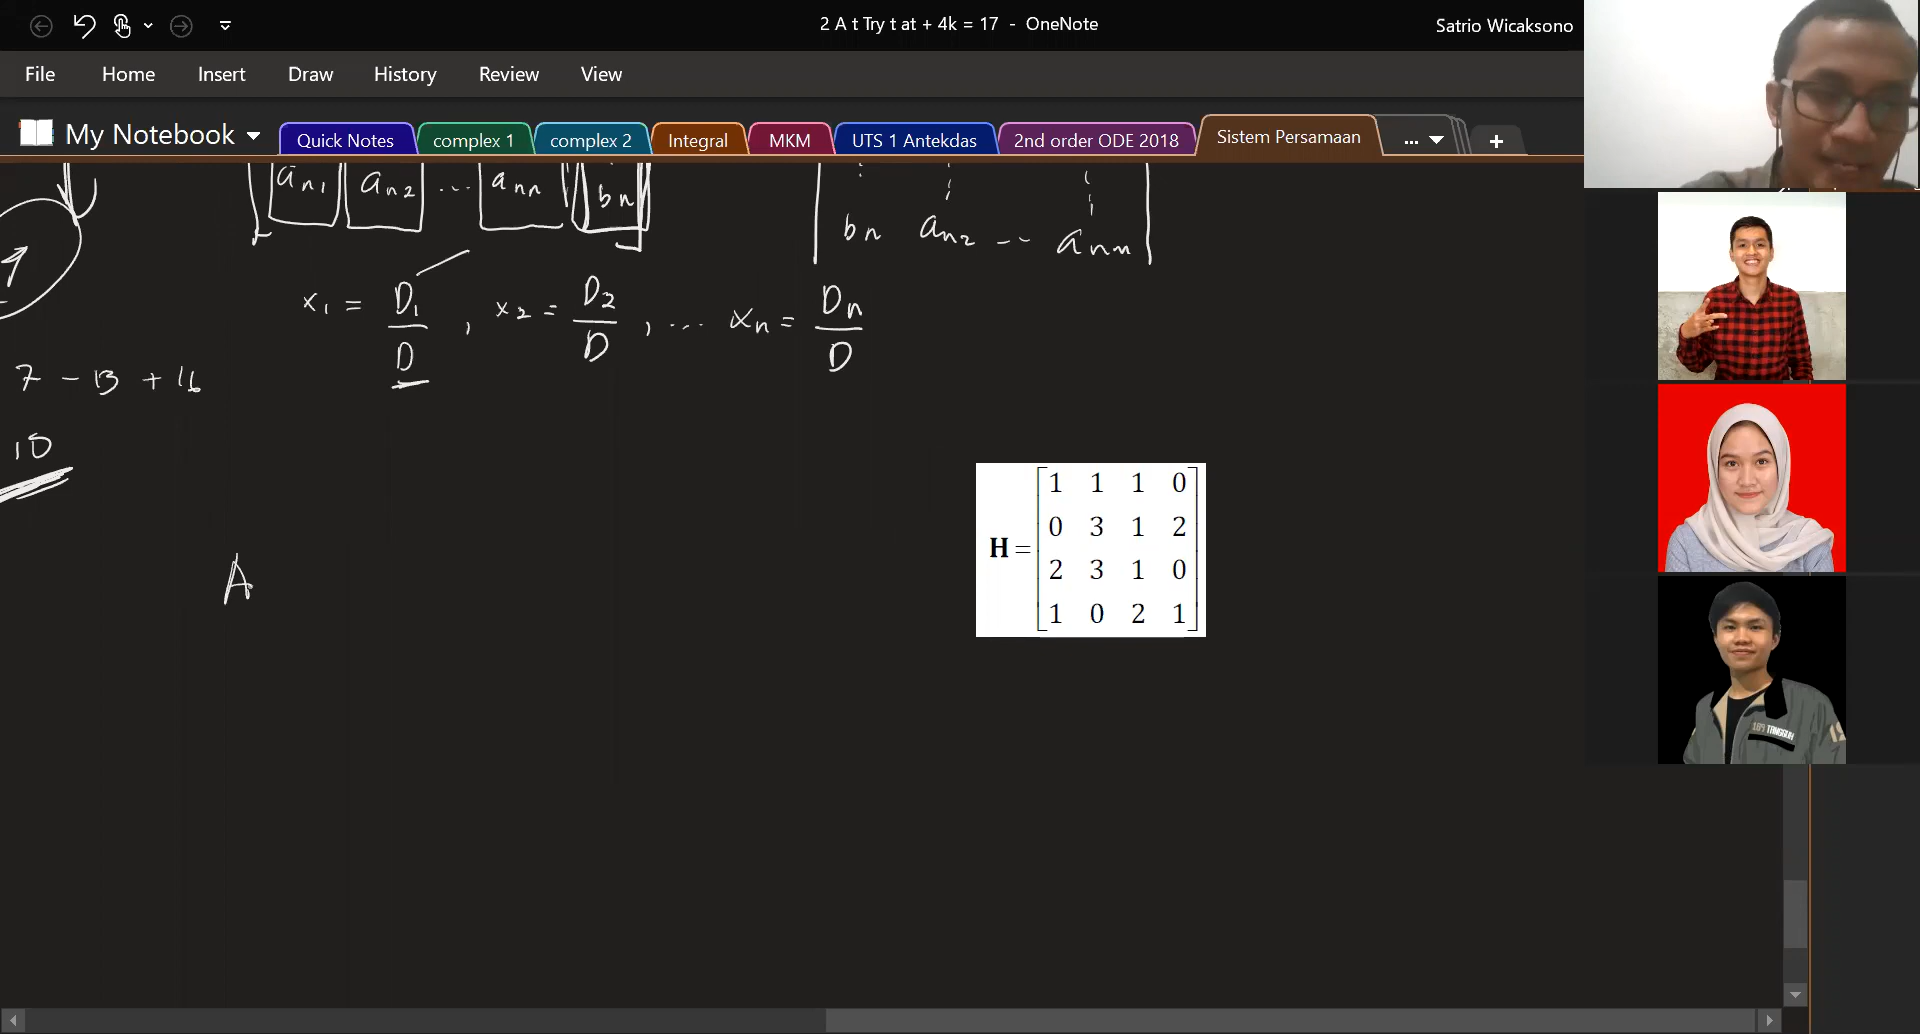 2 A t Try t at + 4k = 17 - OneNote
Satrio Wicaksono
File Home Insert Draw History Review View
My Notebook
Quick Notes complex 1 complex 2 Integral MKM UTS 1 Antekdas 2nd order ODE 2018 Sistem Persamaan ... +
an1 an2 ... ann bn
bn an2 -- ann
x1 = D1/D , x2 = D2/D , ... xn = Dn/D
7 - 13 + 16
10
A
H = [1 1 1 0
0 3 1 2
2 3 1 0
1 0 2 1]
189 TANGGUH